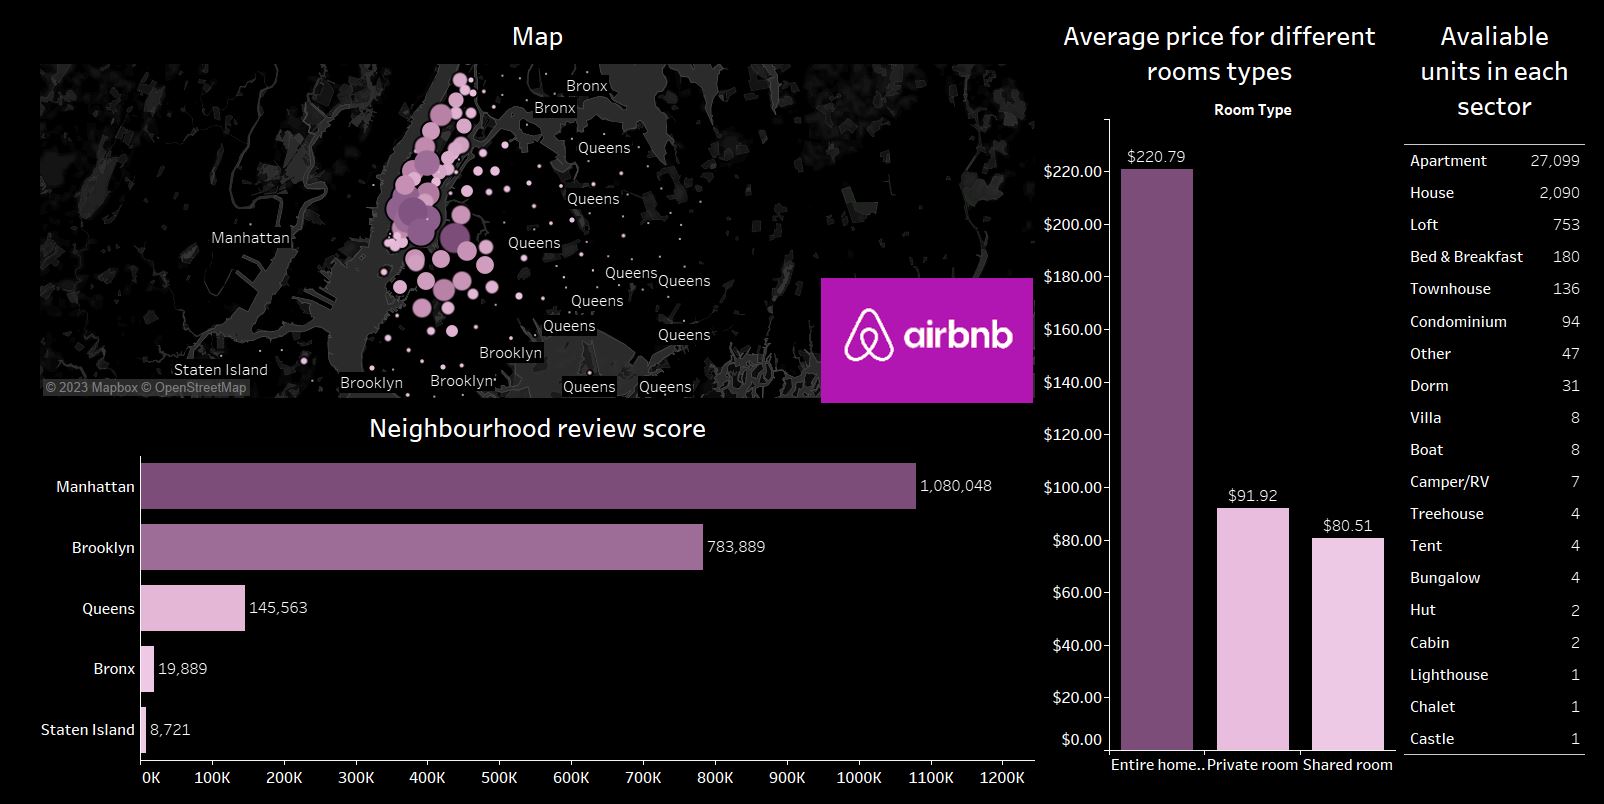 Map
Bronx
Bronx
Queens
Queens
Manhattan
Queens
Queens
Queens
Queens
Queens
Queens
Brooklyn
Staten Island
Brooklyn
Brooklyn
Queens
Queens
© 2023 Mapbox © OpenStreetMap
airbnb
Neighbourhood review score
Manhattan 1,080,048
Brooklyn 783,889
Queens 145,563
Bronx 19,889
Staten Island 8,721
0K 100K 200K 300K 400K 500K 600K 700K 800K 900K 1000K 1100K 1200K
Average price for different
rooms types
Room Type
$220.79
$91.92
$80.51
$220.00
$200.00
$180.00
$160.00
$140.00
$120.00
$100.00
$80.00
$60.00
$40.00
$20.00
$0.00
Entire home.. Private room Shared room
Avaliable
units in each
sector
Apartment 27,099
House 2,090
Loft 753
Bed & Breakfast 180
Townhouse 136
Condominium 94
Other 47
Dorm 31
Villa 8
Boat 8
Camper/RV 7
Treehouse 4
Tent 4
Bungalow 4
Hut 2
Cabin 2
Lighthouse 1
Chalet 1
Castle 1